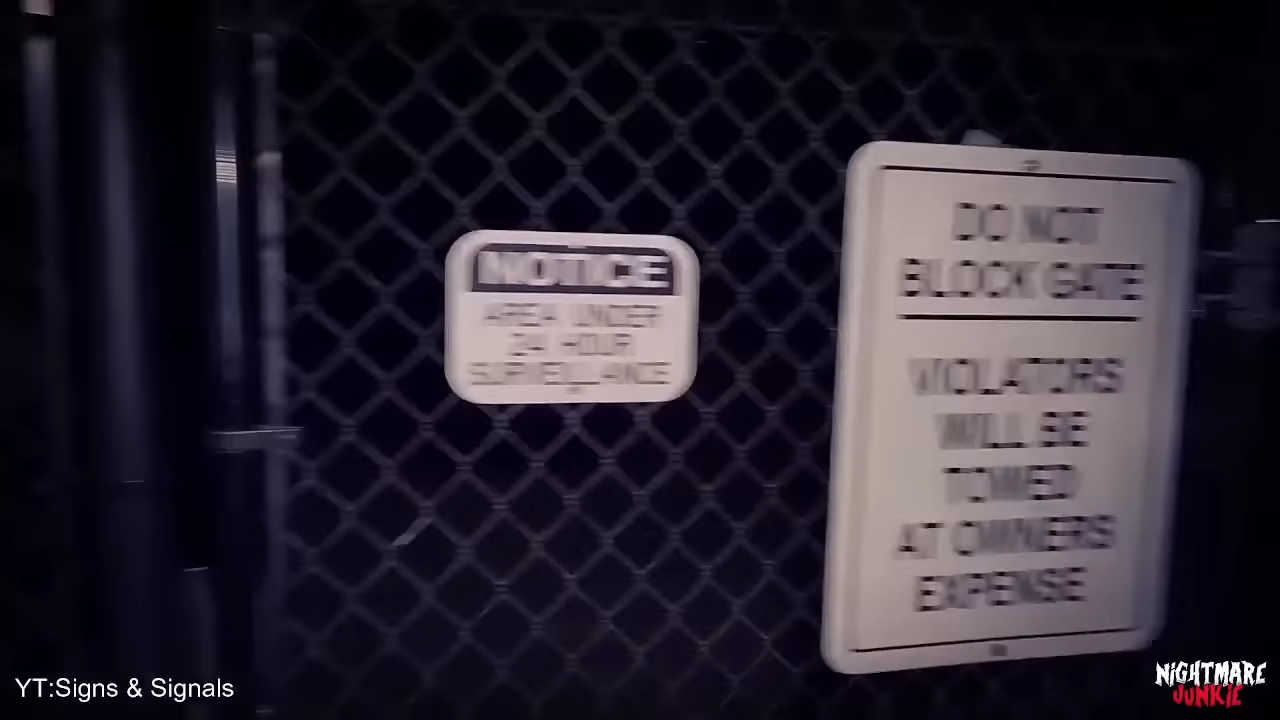 NOTICE
AREA UNDER
24 HOUR
SURVEILLANCE
DO NOT
BLOCK GATE
VIOLATORS
WILL BE
TOWED
AT OWNERS
EXPENSE
YT:Signs & Signals
NIGHTMARE
JUNKIE